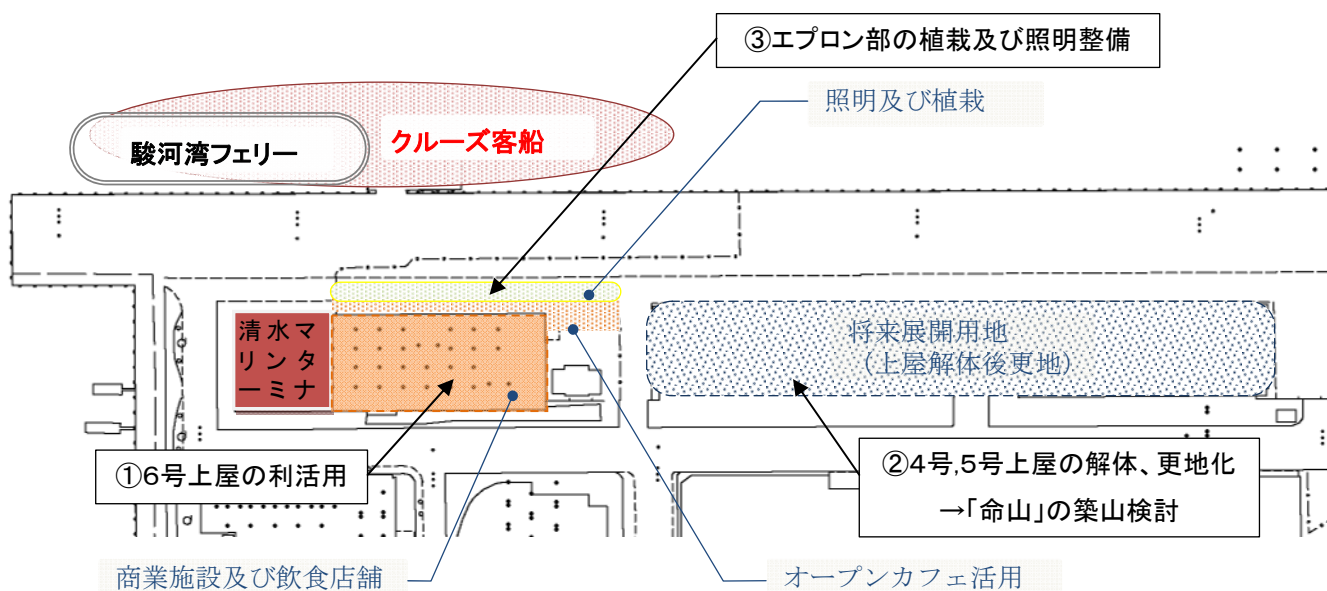 ③エプロン部の植栽及び照明整備
照明及び植栽
駿河湾フェリー
クルーズ客船
清水マ
リンタ
ーミナ
将来展開用地
（上屋解体後更地）
①6号上屋の利活用
②4号,5号上屋の解体、更地化
→「命山」の築山検討
商業施設及び飲食店舗
オープンカフェ活用